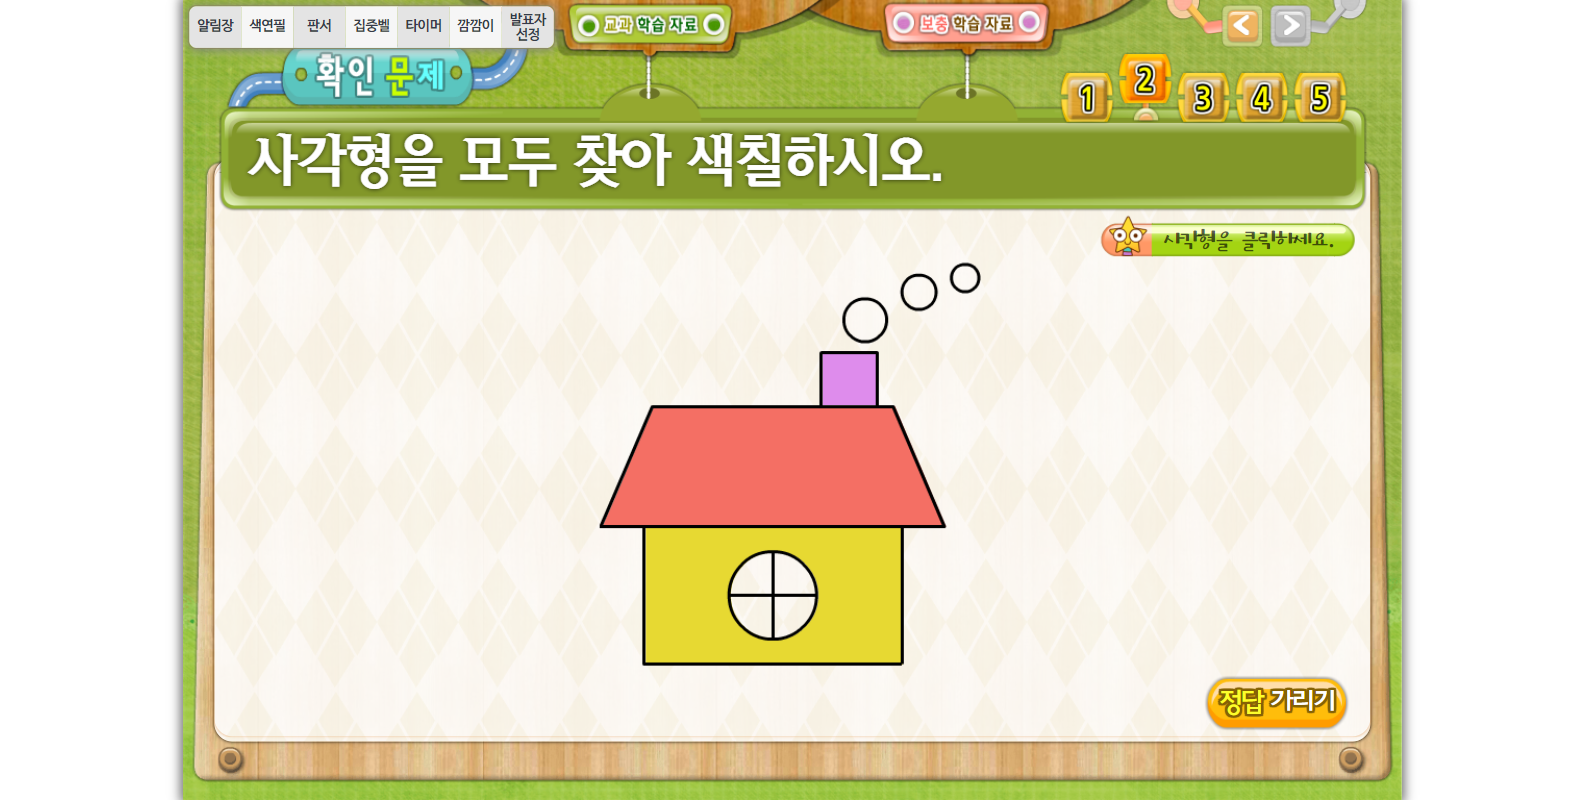 알림장 색연필 판서 집중벨 타이머 깜깜이 발표자 선정
교과 학습 자료
보충 학습 자료
확인 문제
1 2 3 4 5
사각형을 모두 찾아 색칠하시오.
사각형을 클릭하세요.
정답 가리기